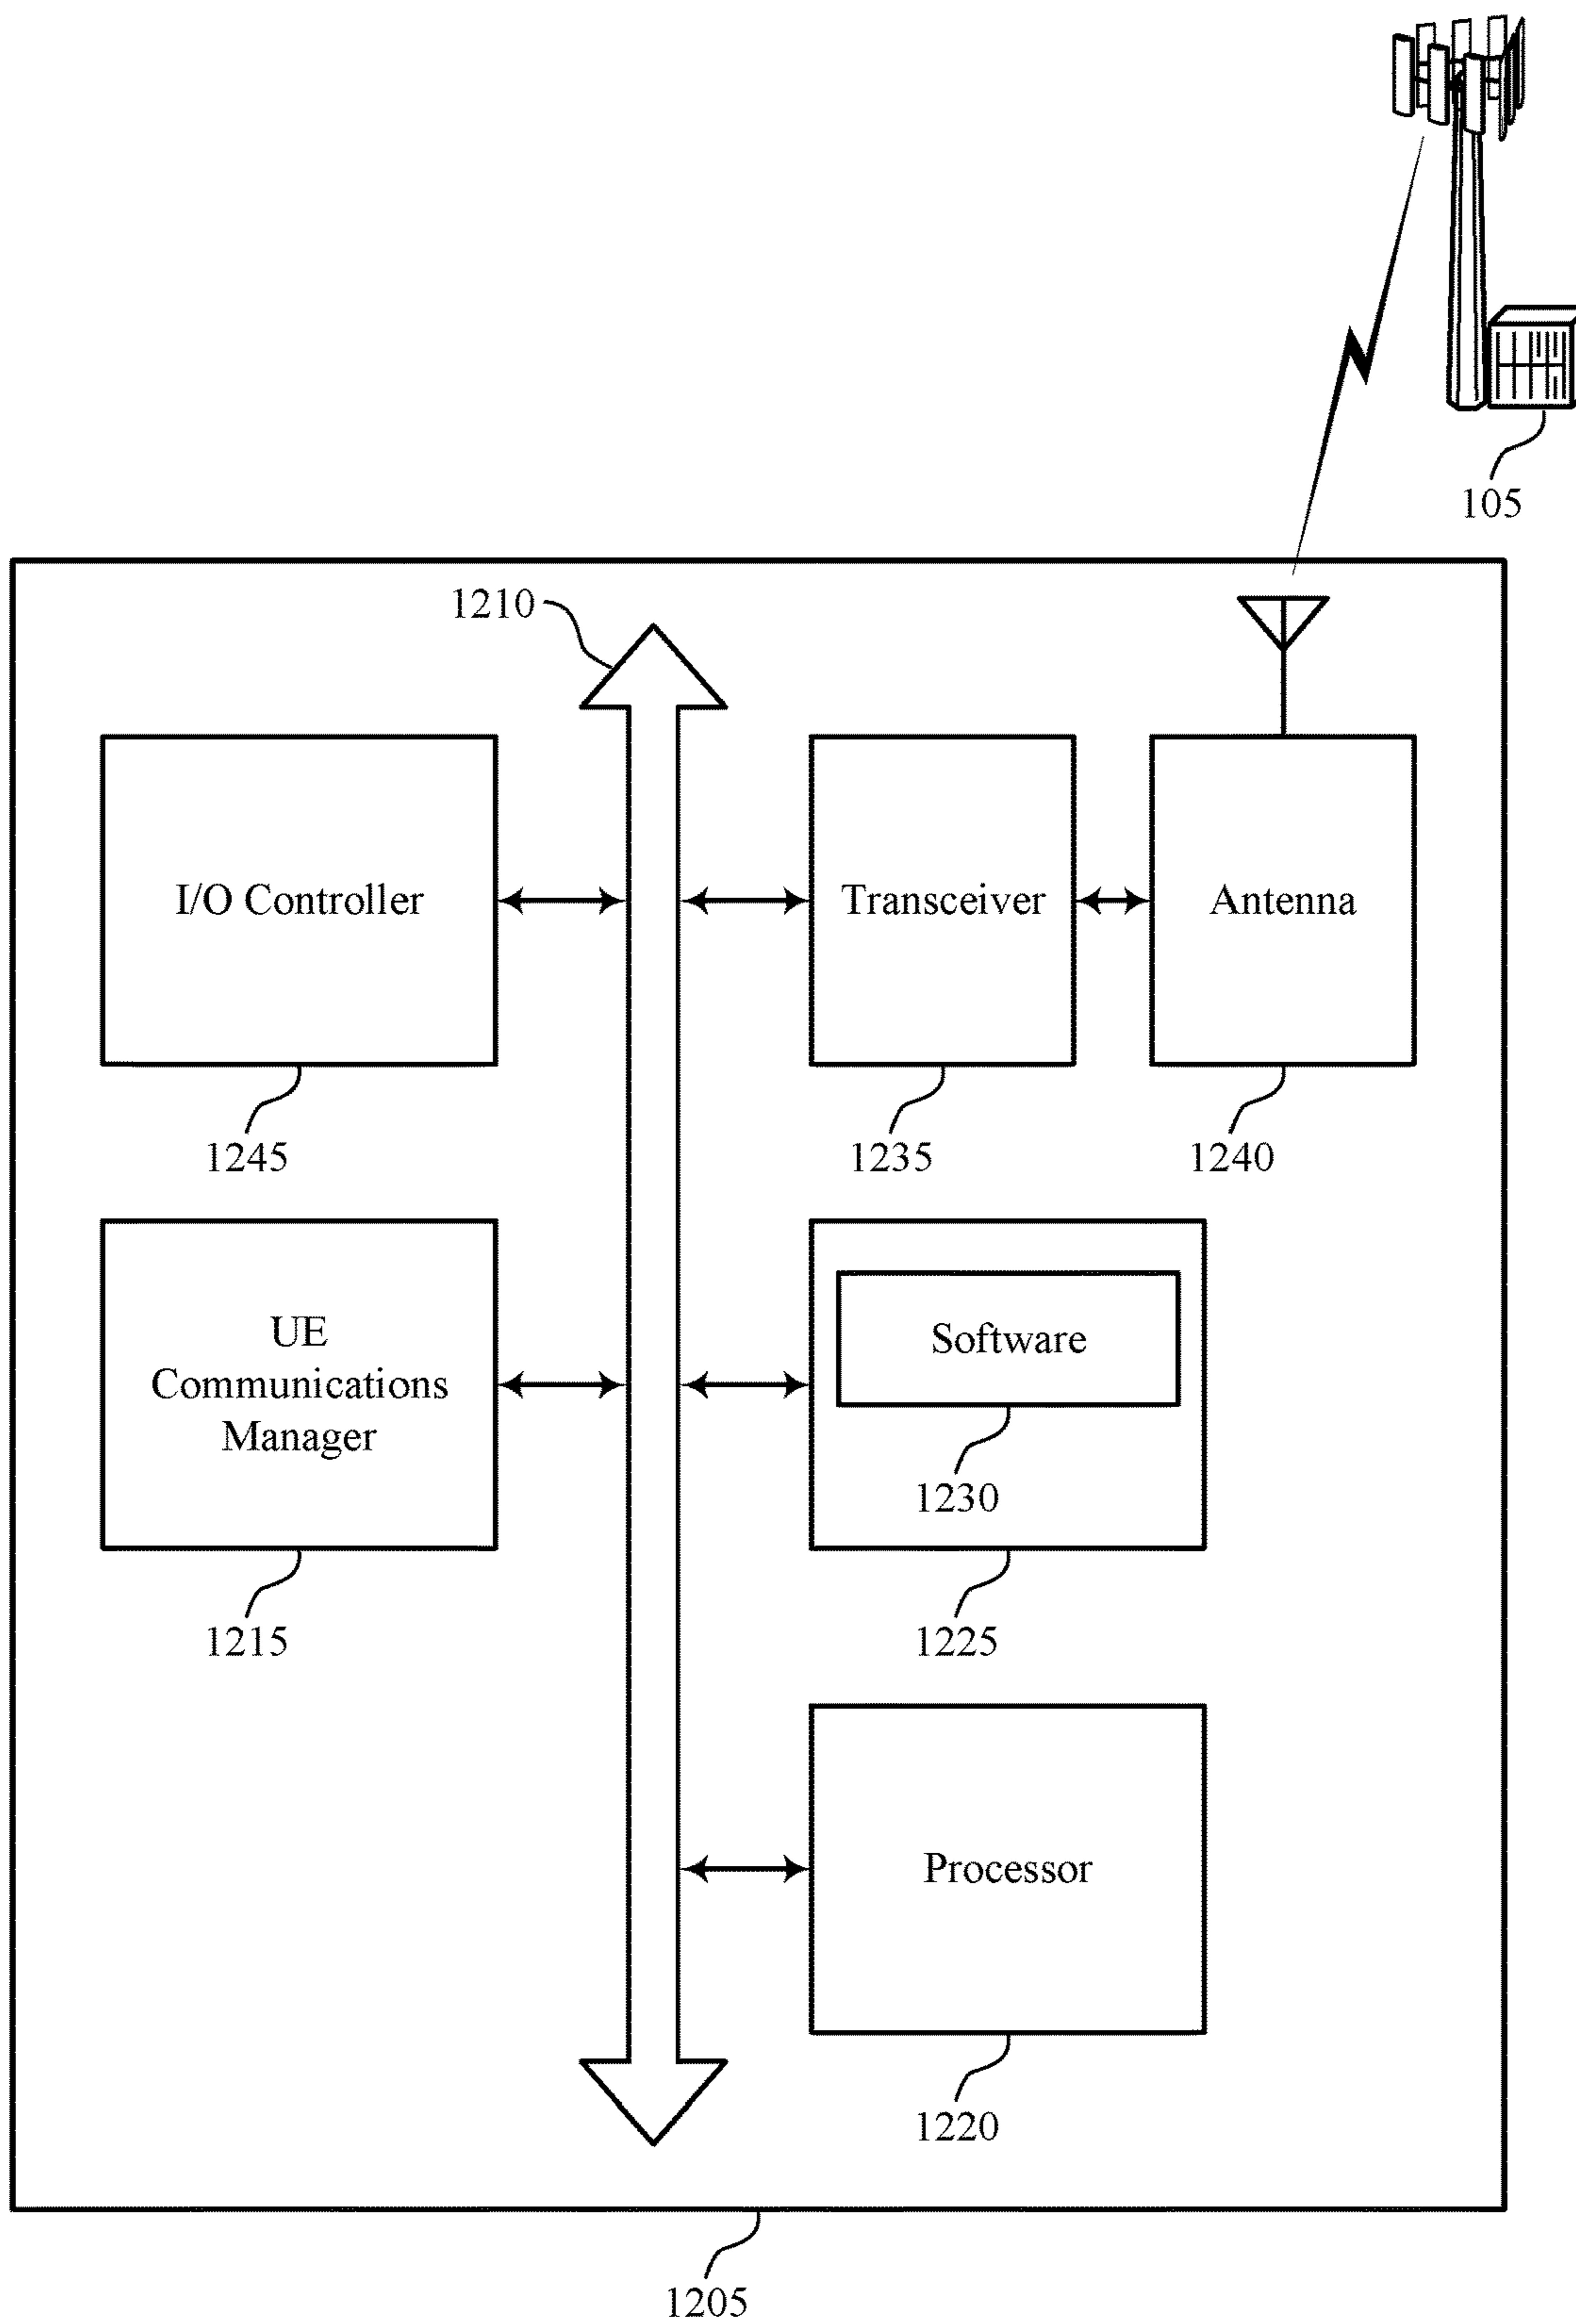 105
1210
I/O Controller
Transceiver
Antenna
1245
1235
1240
UE
Communications
Manager
Software
1230
1215
1225
Processor
1220
1205